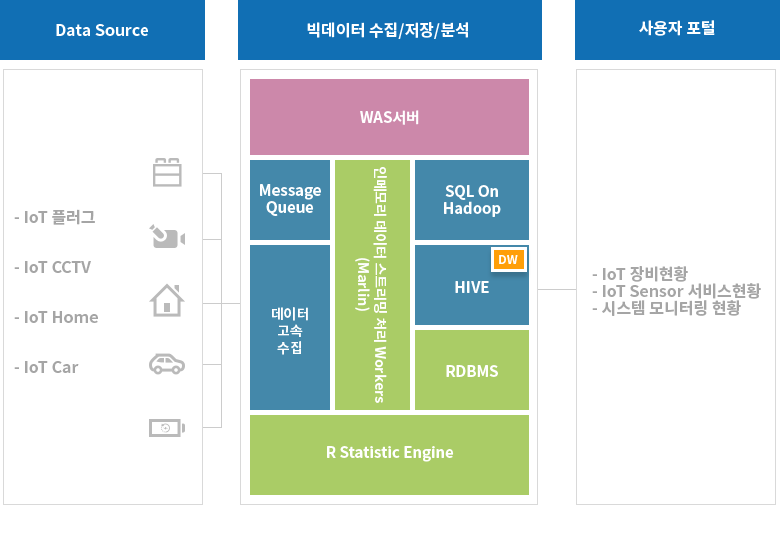 Data Source
빅데이터 수집/저장/분석
사용자 포털
- IoT 플러그
- IoT CCTV
- IoT Home
- IoT Car
WAS서버
Message
Queue
데이터
고속
수집
인메모리 데이터 스트리밍 처리 Workers
(Marlin)
SQL On
Hadoop
DW
HIVE
RDBMS
R Statistic Engine
- IoT 장비현황
- IoT Sensor 서비스현황
- 시스템 모니터링 현황